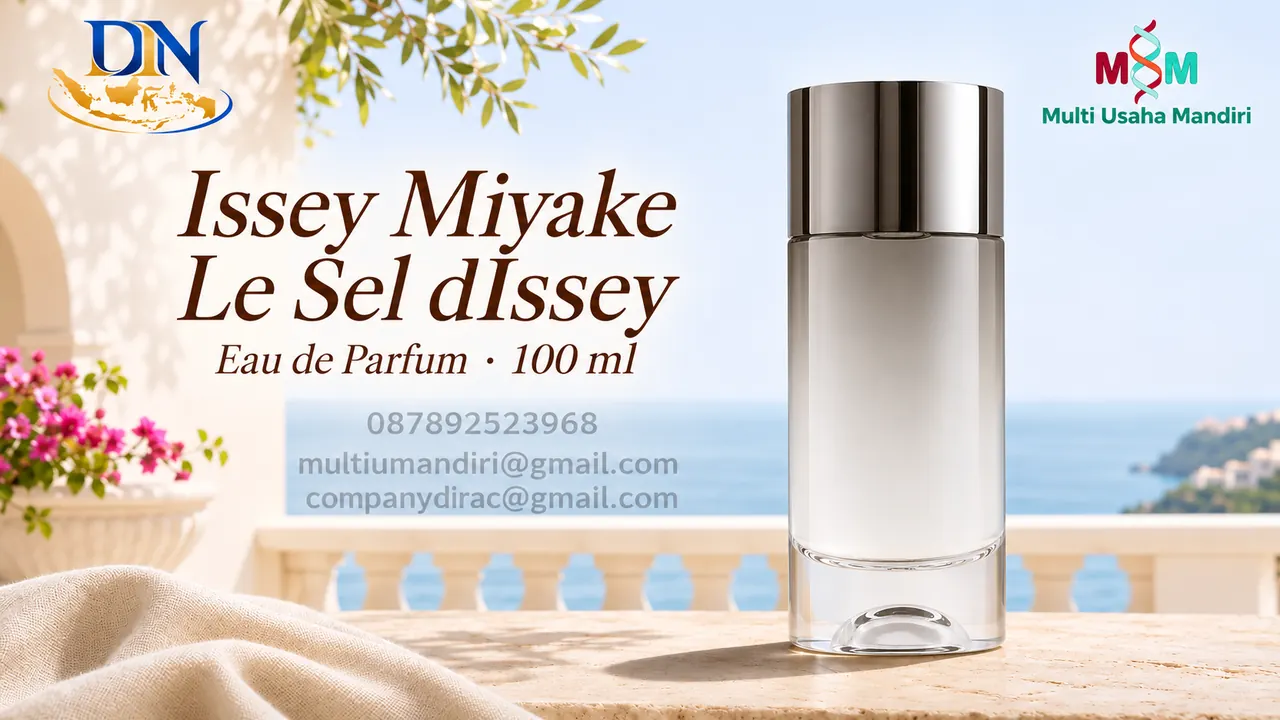 DN
MM
Multi Usaha Mandiri
Issey Miyake
Le Sel dIssey
Eau de Parfum · 100 ml
087892523968
multiumandiri@gmail.com
companydirac@gmail.com